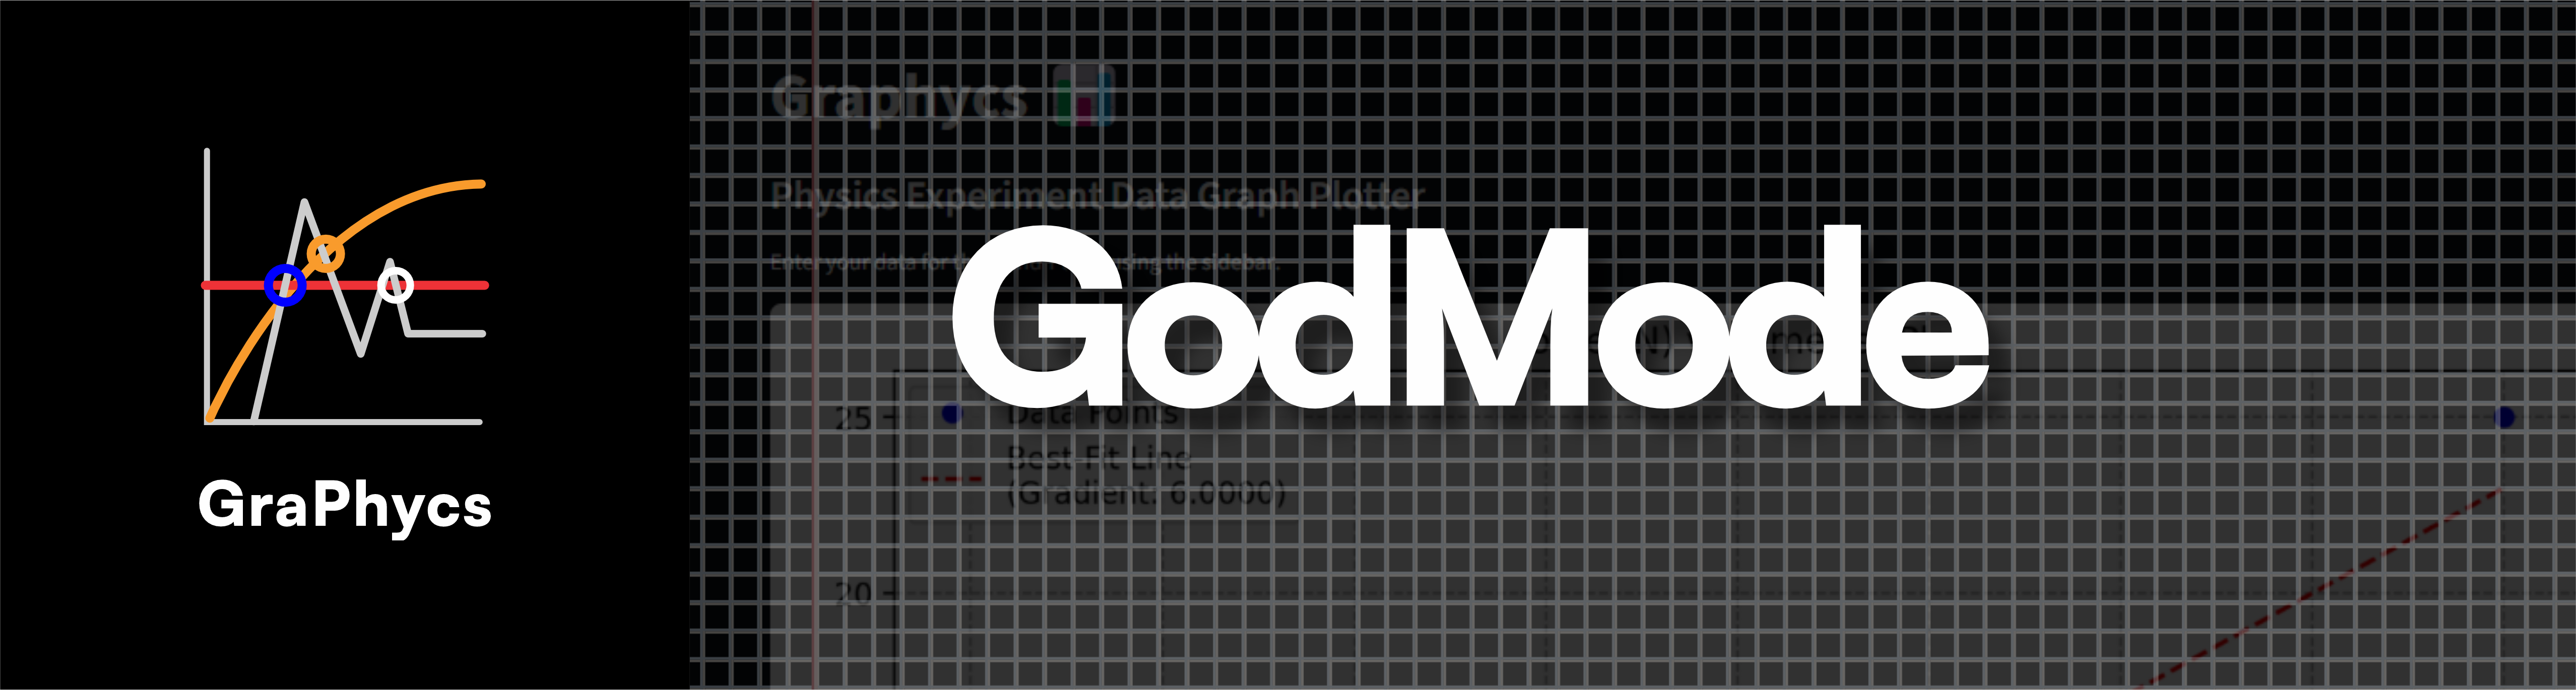 GraPhycs
Graphycs
Physics Experiment Data Graph Plotter
Enter your data for th
using the sidebar.
GodMode
25
Data Points
Best-Fit Line
(Gradient: 6.0000)
20